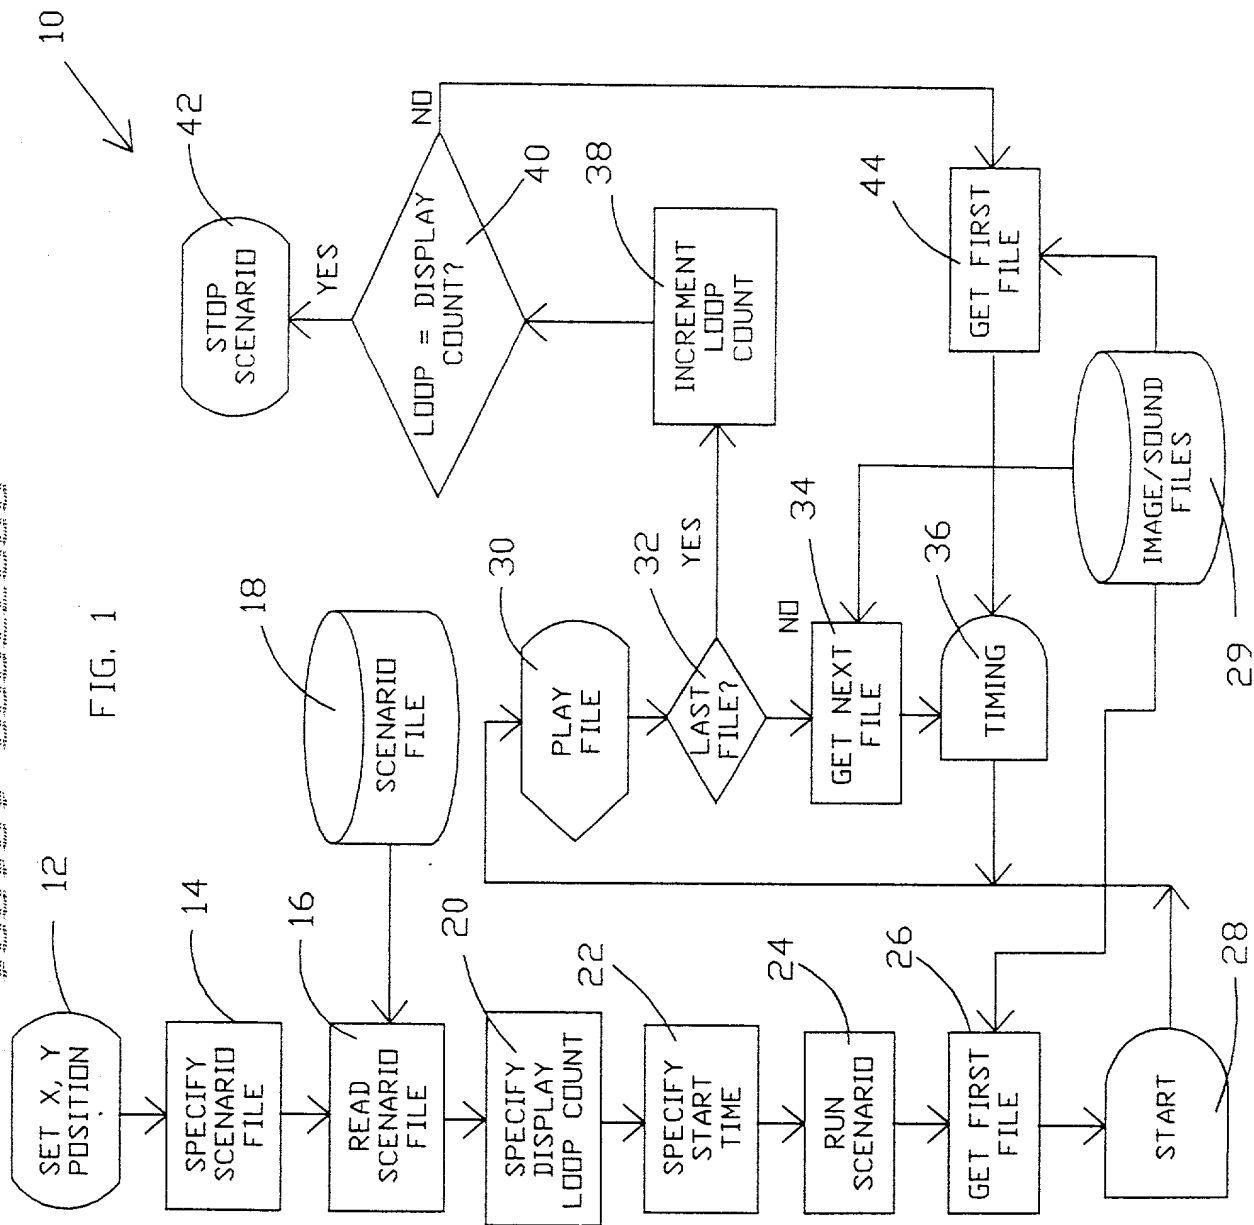 FIG. 1
10
12
SET X, Y
POSITION
14
SPECIFY
SCENARIO
FILE
16
READ
SCENARIO
FILE
18
SCENARIO
FILE
20
SPECIFY
DISPLAY
LOOP COUNT
22
SPECIFY
START
TIME
24
RUN
SCENARIO
26
GET FIRST
FILE
28
START
30
PLAY
FILE
32
LAST
FILE?
YES
NO
34
GET NEXT
FILE
36
TIMING
29
IMAGE/SOUND
FILES
38
INCREMENT
LOOP
COUNT
40
LOOP = DISPLAY
COUNT?
YES
NO
42
STOP
SCENARIO
44
GET FIRST
FILE